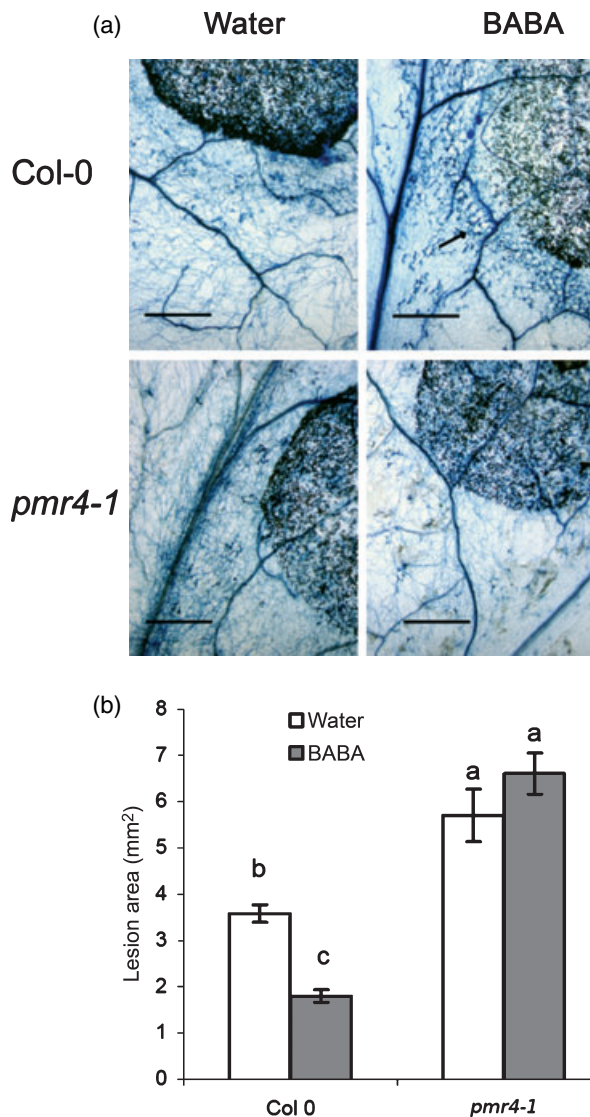 (a) Water BABA
Col-0
pmr4-1
(b)
8
7
6
5
4
3
2
1
0
Lesion area (mm²)
Water
BABA
b
c
a
a
Col 0 pmr4-1